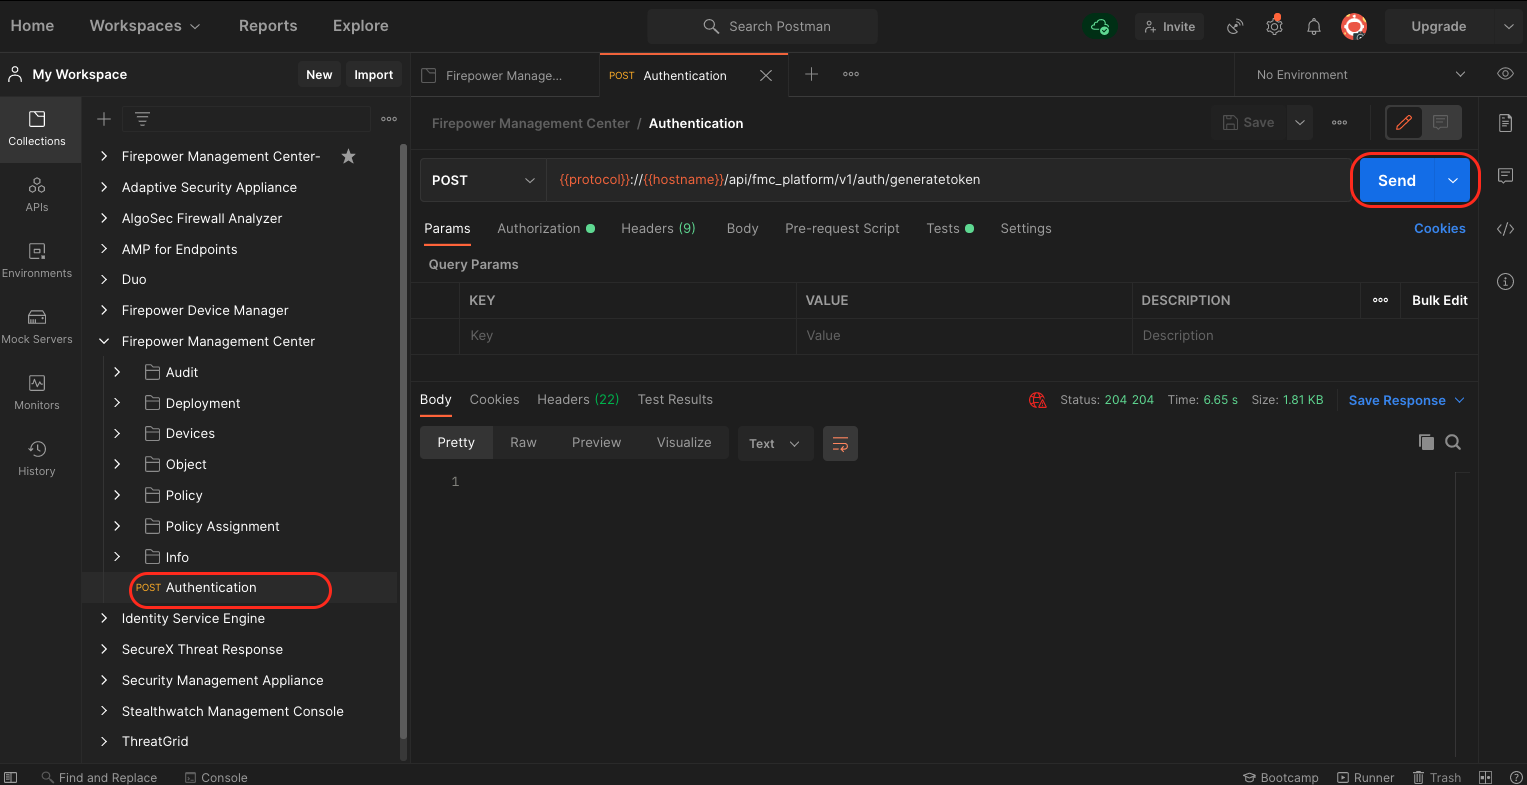 Home Workspaces Reports Explore Search Postman Invite Upgrade
My Workspace New Import
Firepower Manage... POST Authentication No Environment
Collections
APIs
Environments
Mock Servers
Monitors
History
Firepower Management Center-
Adaptive Security Appliance
AlgoSec Firewall Analyzer
AMP for Endpoints
Duo
Firepower Device Manager
Firepower Management Center
Audit
Deployment
Devices
Object
Policy
Policy Assignment
Info
POST Authentication
Identity Service Engine
SecureX Threat Response
Security Management Appliance
Stealthwatch Management Console
ThreatGrid
Firepower Management Center / Authentication Save
POST {{protocol}}://{{hostname}}/api/fmc_platform/v1/auth/generatetoken Send
Params Authorization Headers (9) Body Pre-request Script Tests Settings Cookies
Query Params
KEY VALUE DESCRIPTION Bulk Edit
Key Value Description
Body Cookies Headers (22) Test Results Status: 204 204 Time: 6.65 s Size: 1.81 KB Save Response
Pretty Raw Preview Visualize Text
1
Find and Replace Console Bootcamp Runner Trash